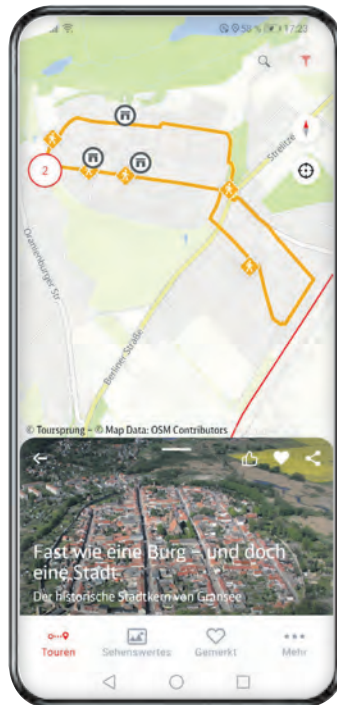 58 % 17:23
Strelitze
2
Oranienburger Str.
Berliner Straße
© Toursprung – © Map Data: OSM Contributors
Fast wie eine Burg – und doch
eine Stadt
Der historische Stadtkern von Gransee
Touren Sehenswertes Gemerkt Mehr